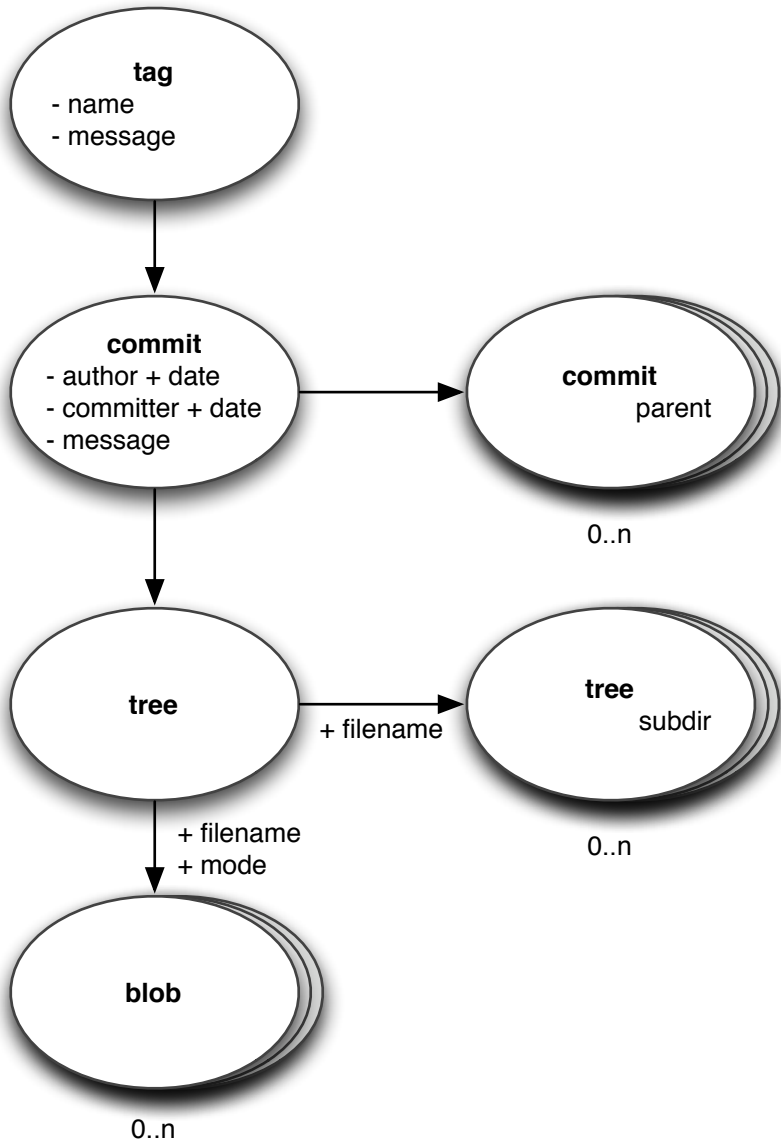 tag
- name
- message
commit
- author + date
- committer + date
- message
commit
parent
0..n
tree
+ filename
tree
subdir
0..n
+ filename
+ mode
blob
0..n